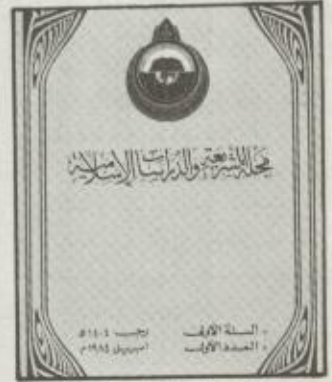 مجلة الشريعة والدراسات الإسلامية
- السنة الأولى رجب ١٤٠٤هـ
- العدد الأول ابريل ١٩٨٤م